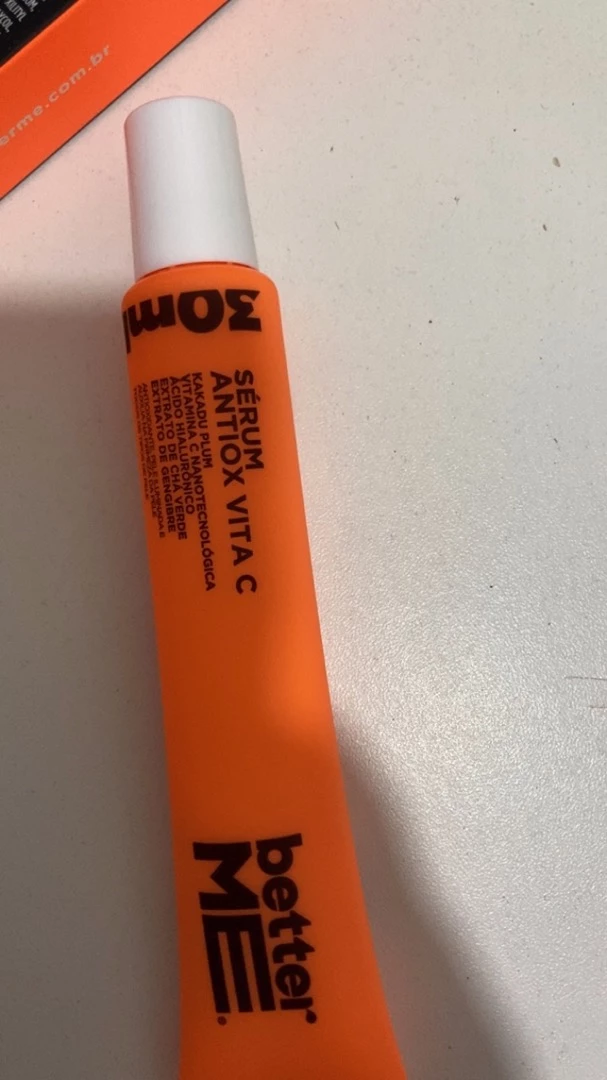 30ml
SÉRUM
ANTIOX VITA C
KAKADU PLUM
VITAMINA C NANOTECNOLÓGICA
ÁCIDO HIALURÔNICO
EXTRATO DE CHÁ VERDE
EXTRATO DE GENGIBRE
better
ME
erme.com.br